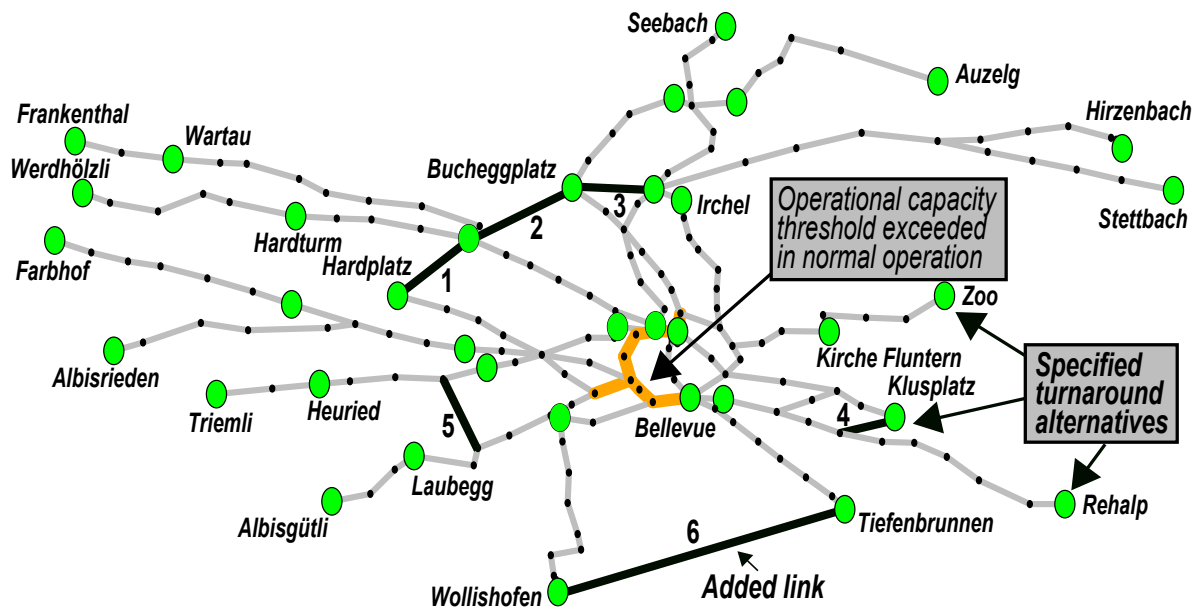 Seebach
Auzelg
Frankenthal
Wartau
Hirzenbach
Werdhölzli
Bucheggplatz
3
Irchel
Operational capacity
threshold exceeded
in normal operation
Stettbach
2
Hardturm
Farbhof
Hardplatz
1
Zoo
Kirche Fluntern
Albisrieden
Klusplatz
Specified
turnaround
alternatives
Triemli
Heuried
4
5
Bellevue
Laubegg
Rehalp
Albisgütli
Tiefenbrunnen
6
Added link
Wollishofen